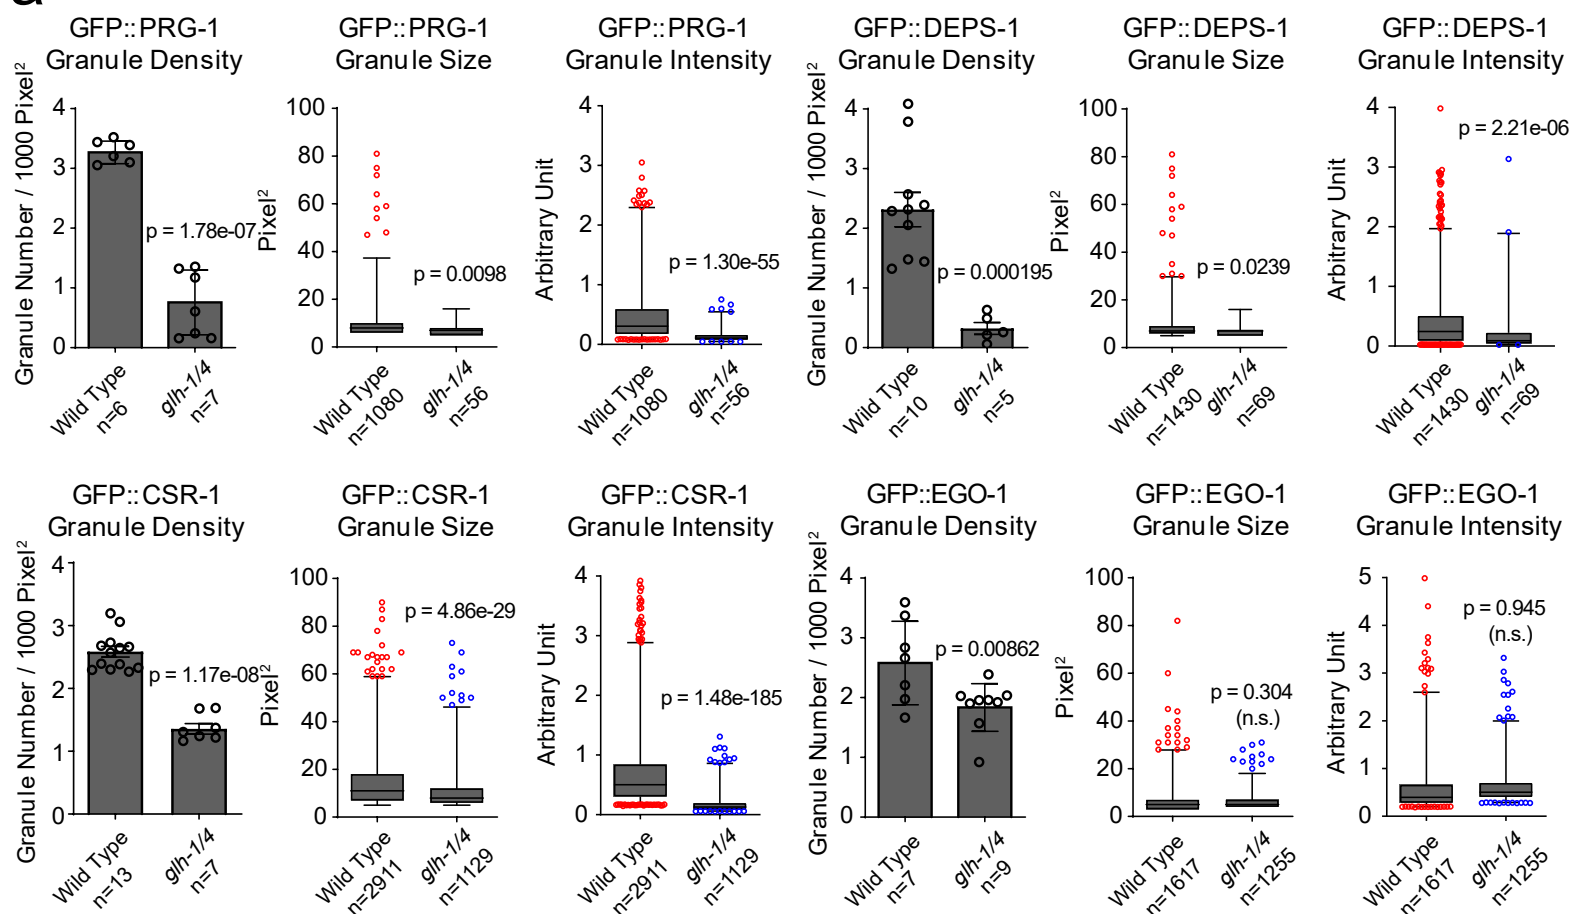 a
GFP::PRG-1
Granule Density
Granule Number / 1000 Pixel²
4
3
2
1
0
p = 1.78e-07
Wild Type
n=6
glh-1/4
n=7
GFP::PRG-1
Granule Size
Pixel²
100
80
60
40
20
0
p = 0.0098
Wild Type
n=1080
glh-1/4
n=56
GFP::PRG-1
Granule Intensity
Arbitrary Unit
4
3
2
1
0
p = 1.30e-55
Wild Type
n=1080
glh-1/4
n=56
GFP::DEPS-1
Granule Density
Granule Number / 1000 Pixel²
4
3
2
1
0
p = 0.000195
Wild Type
n=10
glh-1/4
n=5
GFP::DEPS-1
Granule Size
Pixel²
100
80
60
40
20
0
p = 0.0239
Wild Type
n=1430
glh-1/4
n=69
GFP::DEPS-1
Granule Intensity
Arbitrary Unit
4
3
2
1
0
p = 2.21e-06
Wild Type
n=1430
glh-1/4
n=69
GFP::CSR-1
Granule Density
Granule Number / 1000 Pixel²
4
3
2
1
0
p = 1.17e-08
Wild Type
n=13
glh-1/4
n=7
GFP::CSR-1
Granule Size
Pixel²
100
80
60
40
20
0
p = 4.86e-29
Wild Type
n=2911
glh-1/4
n=1129
GFP::CSR-1
Granule Intensity
Arbitrary Unit
4
3
2
1
0
p = 1.48e-185
Wild Type
n=2911
glh-1/4
n=1129
GFP::EGO-1
Granule Density
Granule Number / 1000 Pixel²
4
3
2
1
0
p = 0.00862
Wild Type
n=7
glh-1/4
n=9
GFP::EGO-1
Granule Size
Pixel²
100
80
60
40
20
0
p = 0.304
(n.s.)
Wild Type
n=1617
glh-1/4
n=1255
GFP::EGO-1
Granule Intensity
Arbitrary Unit
5
4
3
2
1
0
p = 0.945
(n.s.)
Wild Type
n=1617
glh-1/4
n=1255